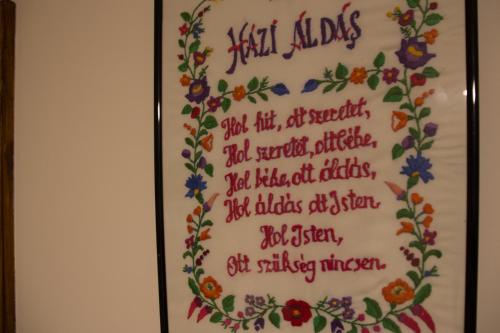 HÁZI ÁLDÁS
Hol hit, ott szeretet,
Hol szeretet, ott béke,
Hol béke, ott áldás,
Hol áldás ott Isten.
Hol Isten,
Ott szükség nincsen.